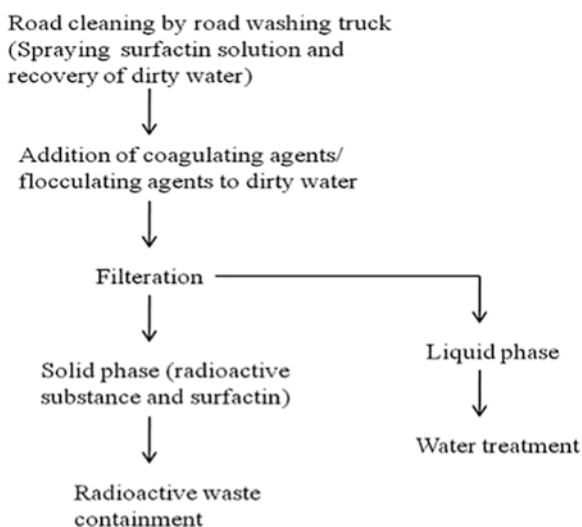 Road cleaning by road washing truck
(Spraying surfactin solution and
recovery of dirty water)
Addition of coagulating agents/
flocculating agents to dirty water
Filteration
Solid phase (radioactive
substance and surfactin)
Radioactive waste
containment
Liquid phase
Water treatment